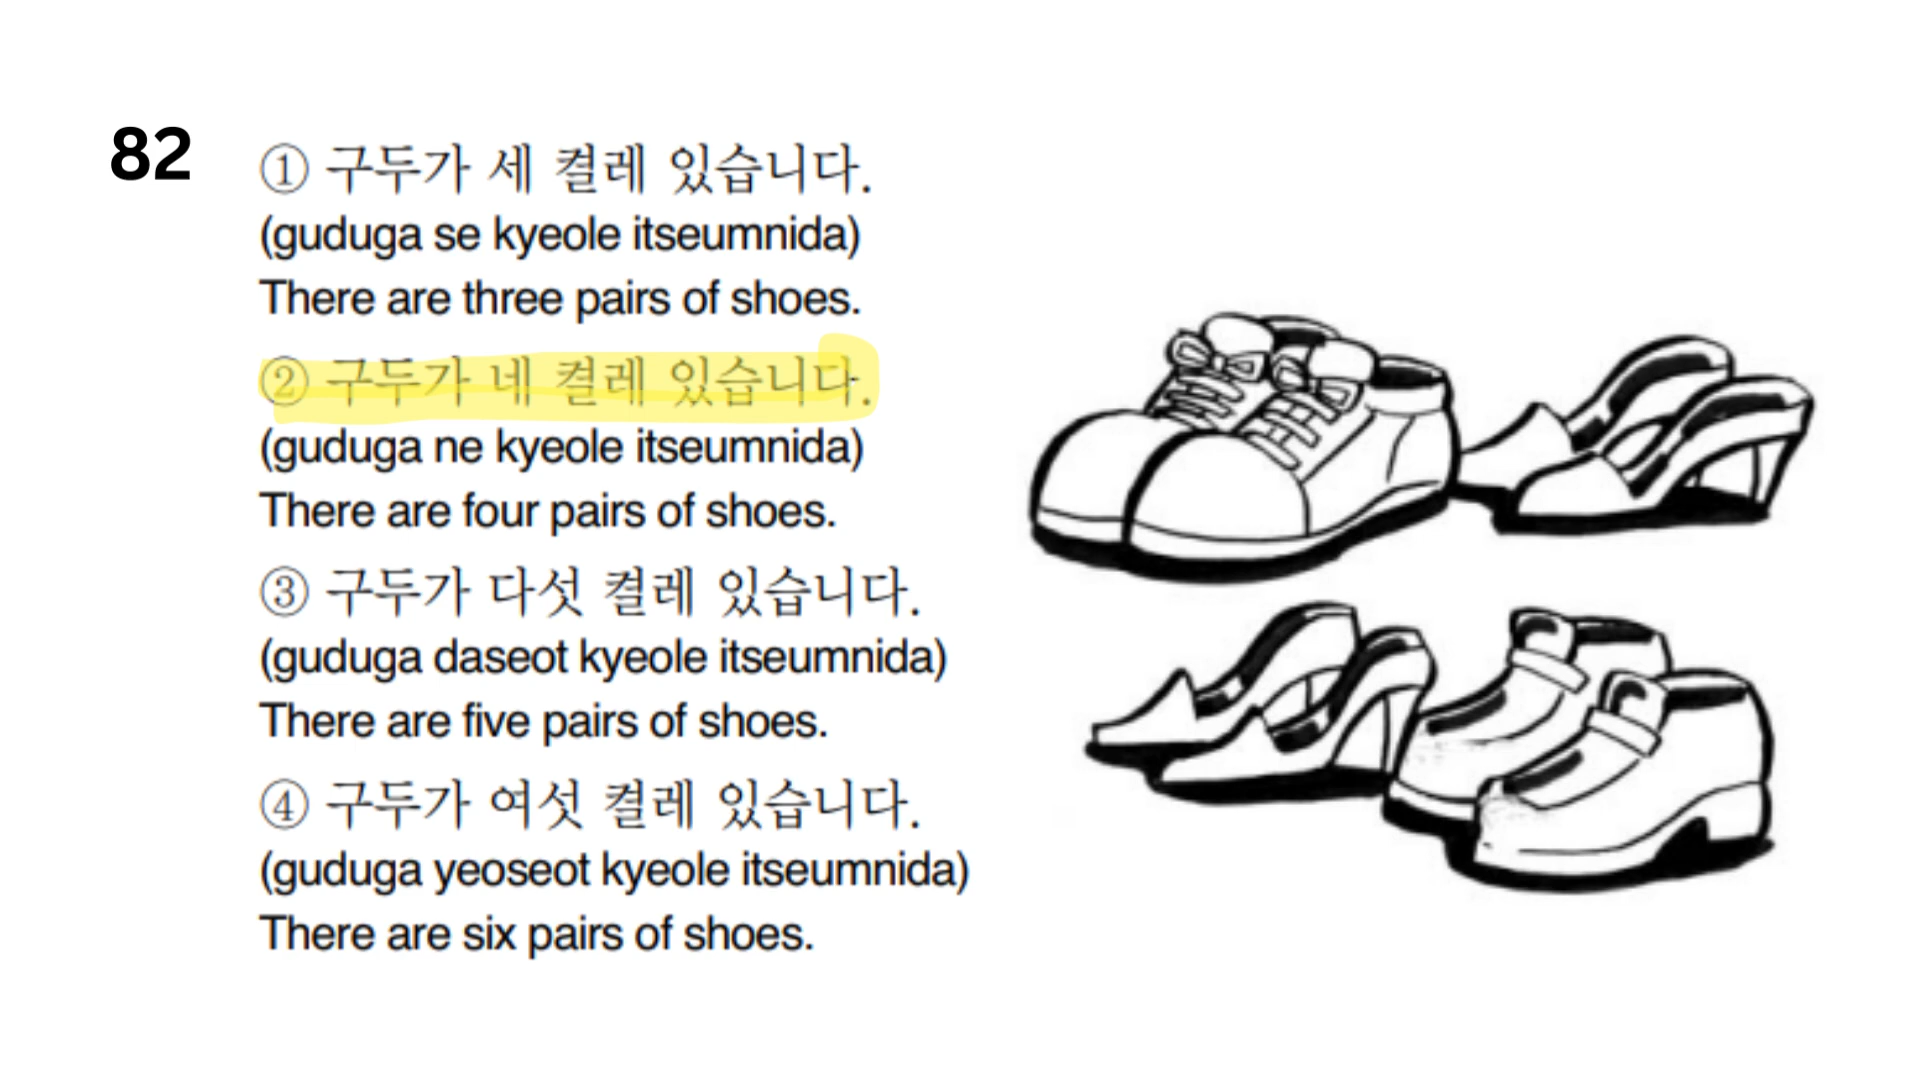 82
① 구두가 세 켤레 있습니다.
(guduga se kyeole itseumnida)
There are three pairs of shoes.
② 구두가 네 켤레 있습니다.
(guduga ne kyeole itseumnida)
There are four pairs of shoes.
③ 구두가 다섯 켤레 있습니다.
(guduga daseot kyeole itseumnida)
There are five pairs of shoes.
④ 구두가 여섯 켤레 있습니다.
(guduga yeoseot kyeole itseumnida)
There are six pairs of shoes.